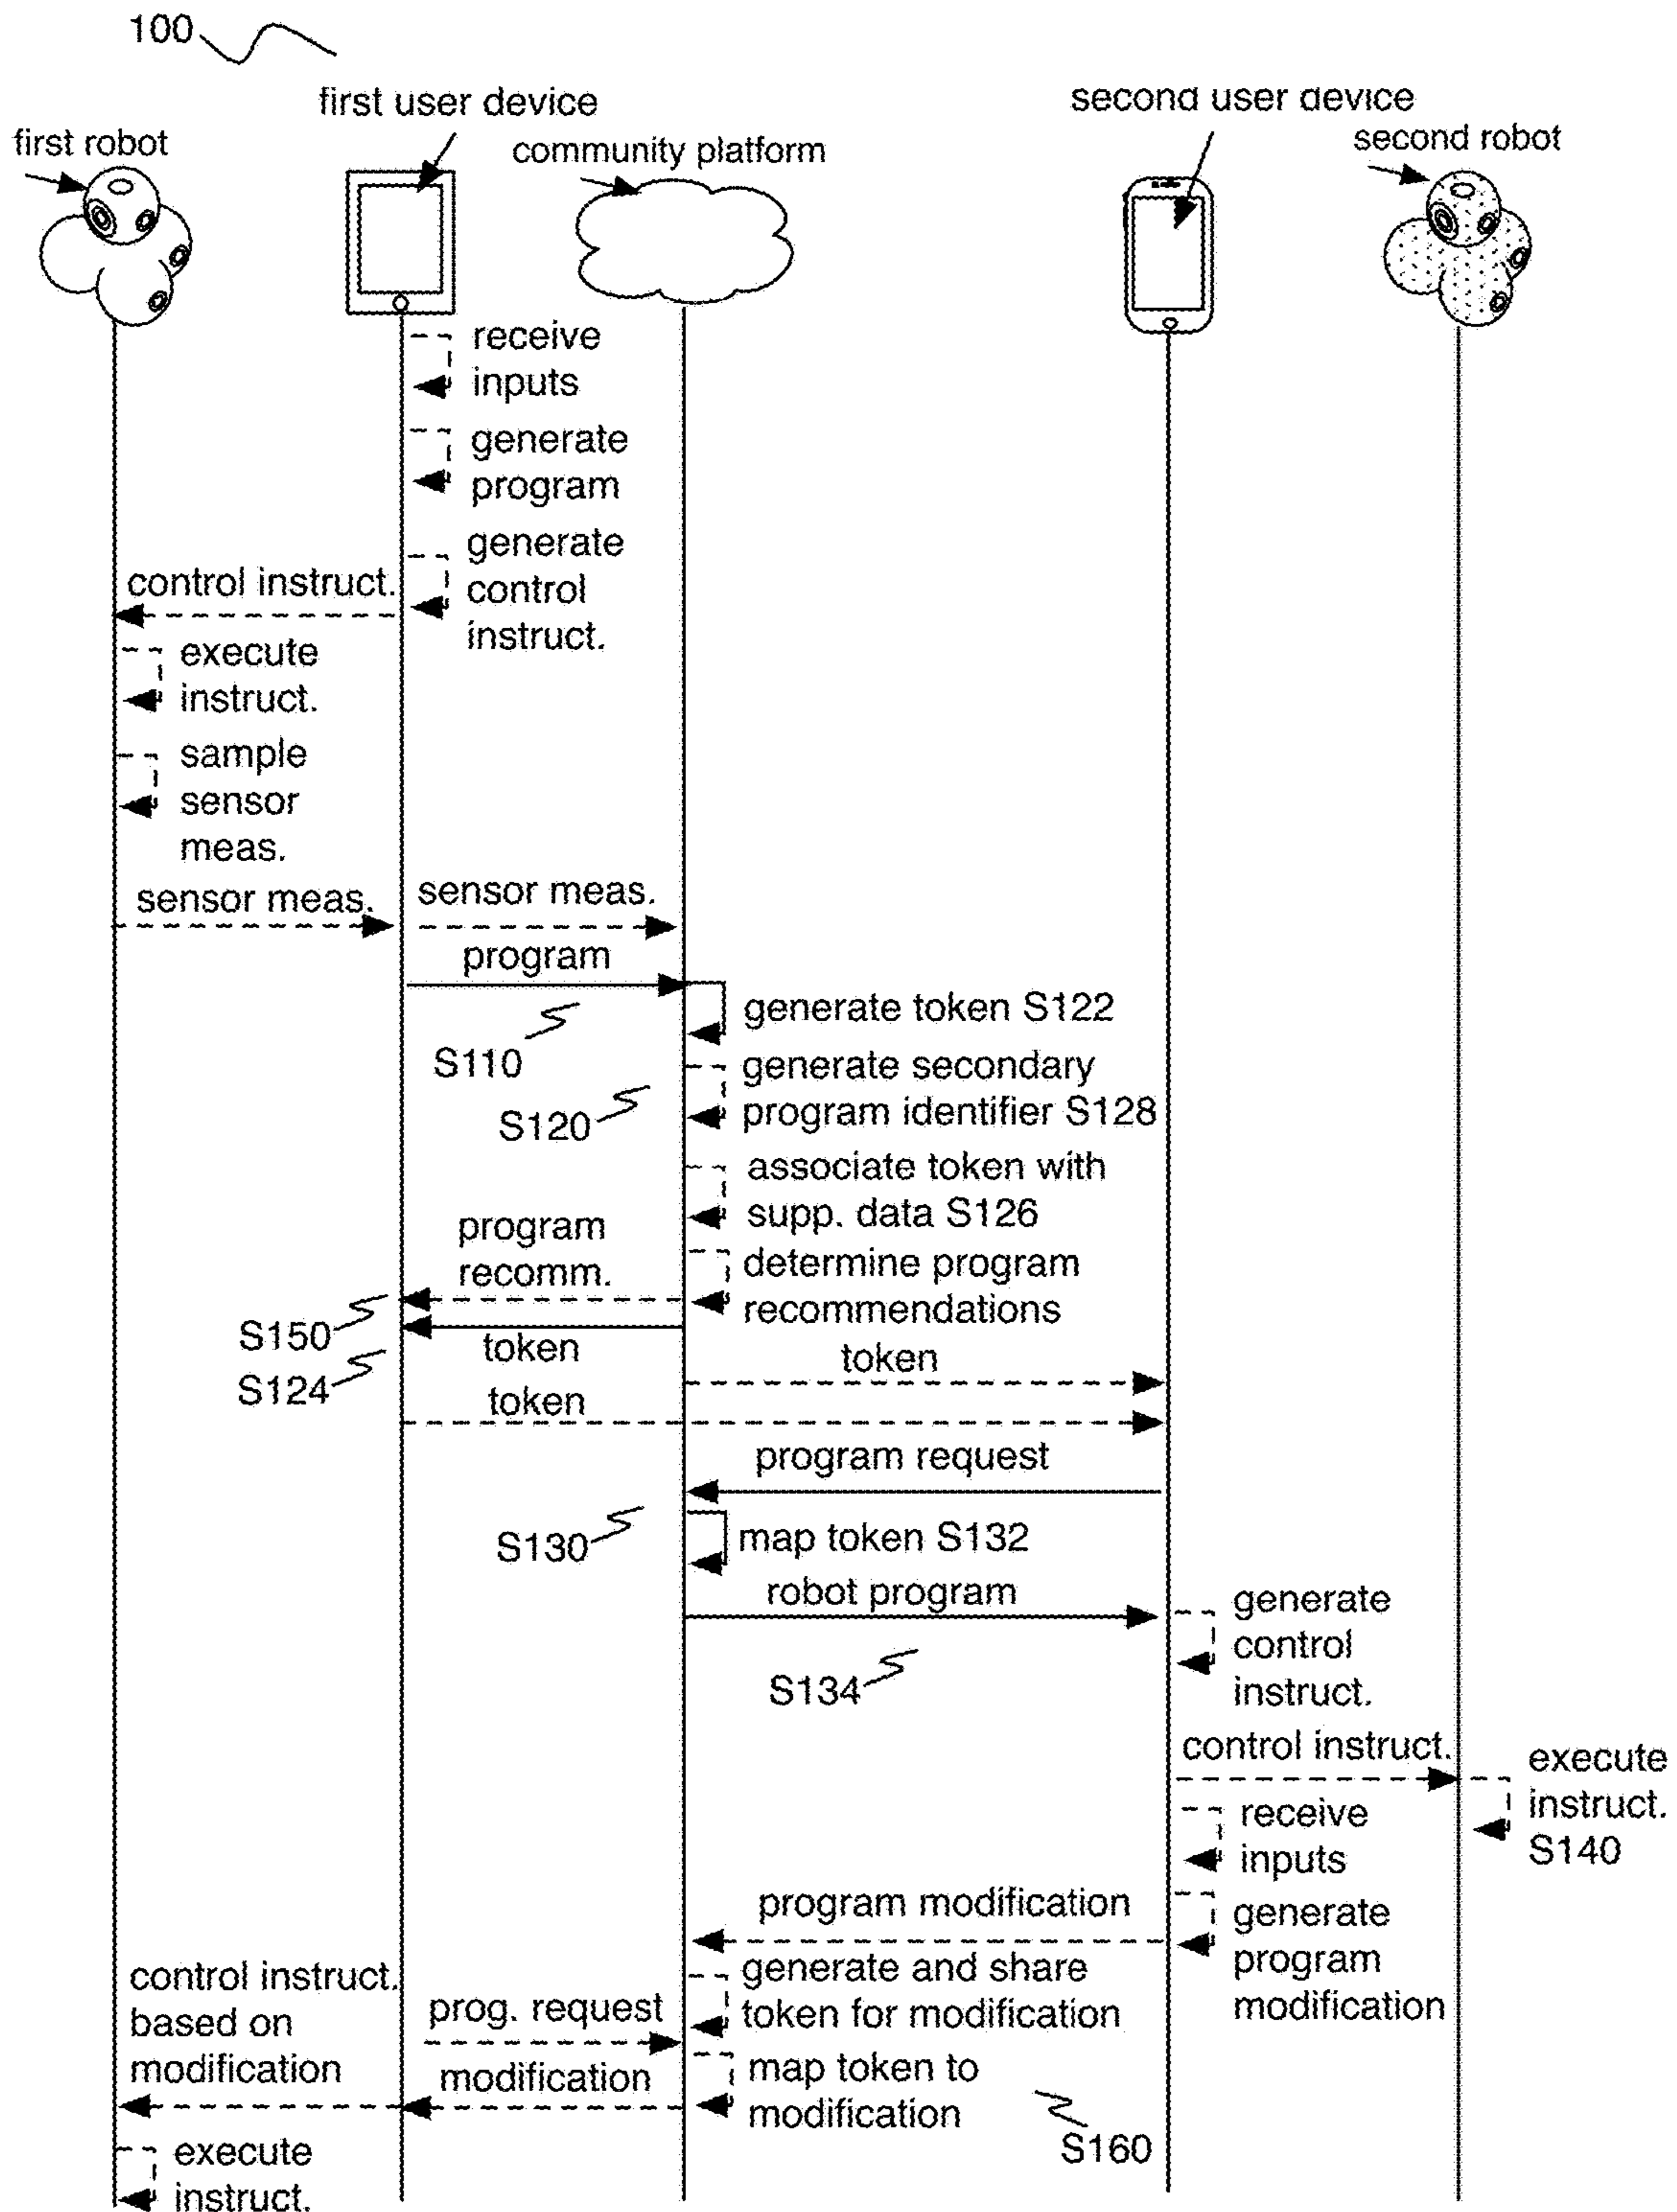 100
first user device
second user device
first robot
community platform
second robot
receive
inputs
generate
program
generate
control
instruct.
control instruct.
execute
instruct.
sample
sensor
meas.
sensor meas.
sensor meas.
program
S110
generate token S122
generate secondary
program identifier S128
S120
associate token with
supp. data S126
program
recomm.
determine program
recommendations
S150
token
S124
token
token
program request
S130
map token S132
robot program
S134
generate
control
instruct.
control instruct.
execute
instruct.
S140
receive
inputs
program modification
generate
program
modification
generate and share
token for modification
control instruct.
based on
modification
prog. request
modification
map token to
modification
S160
execute
instruct.